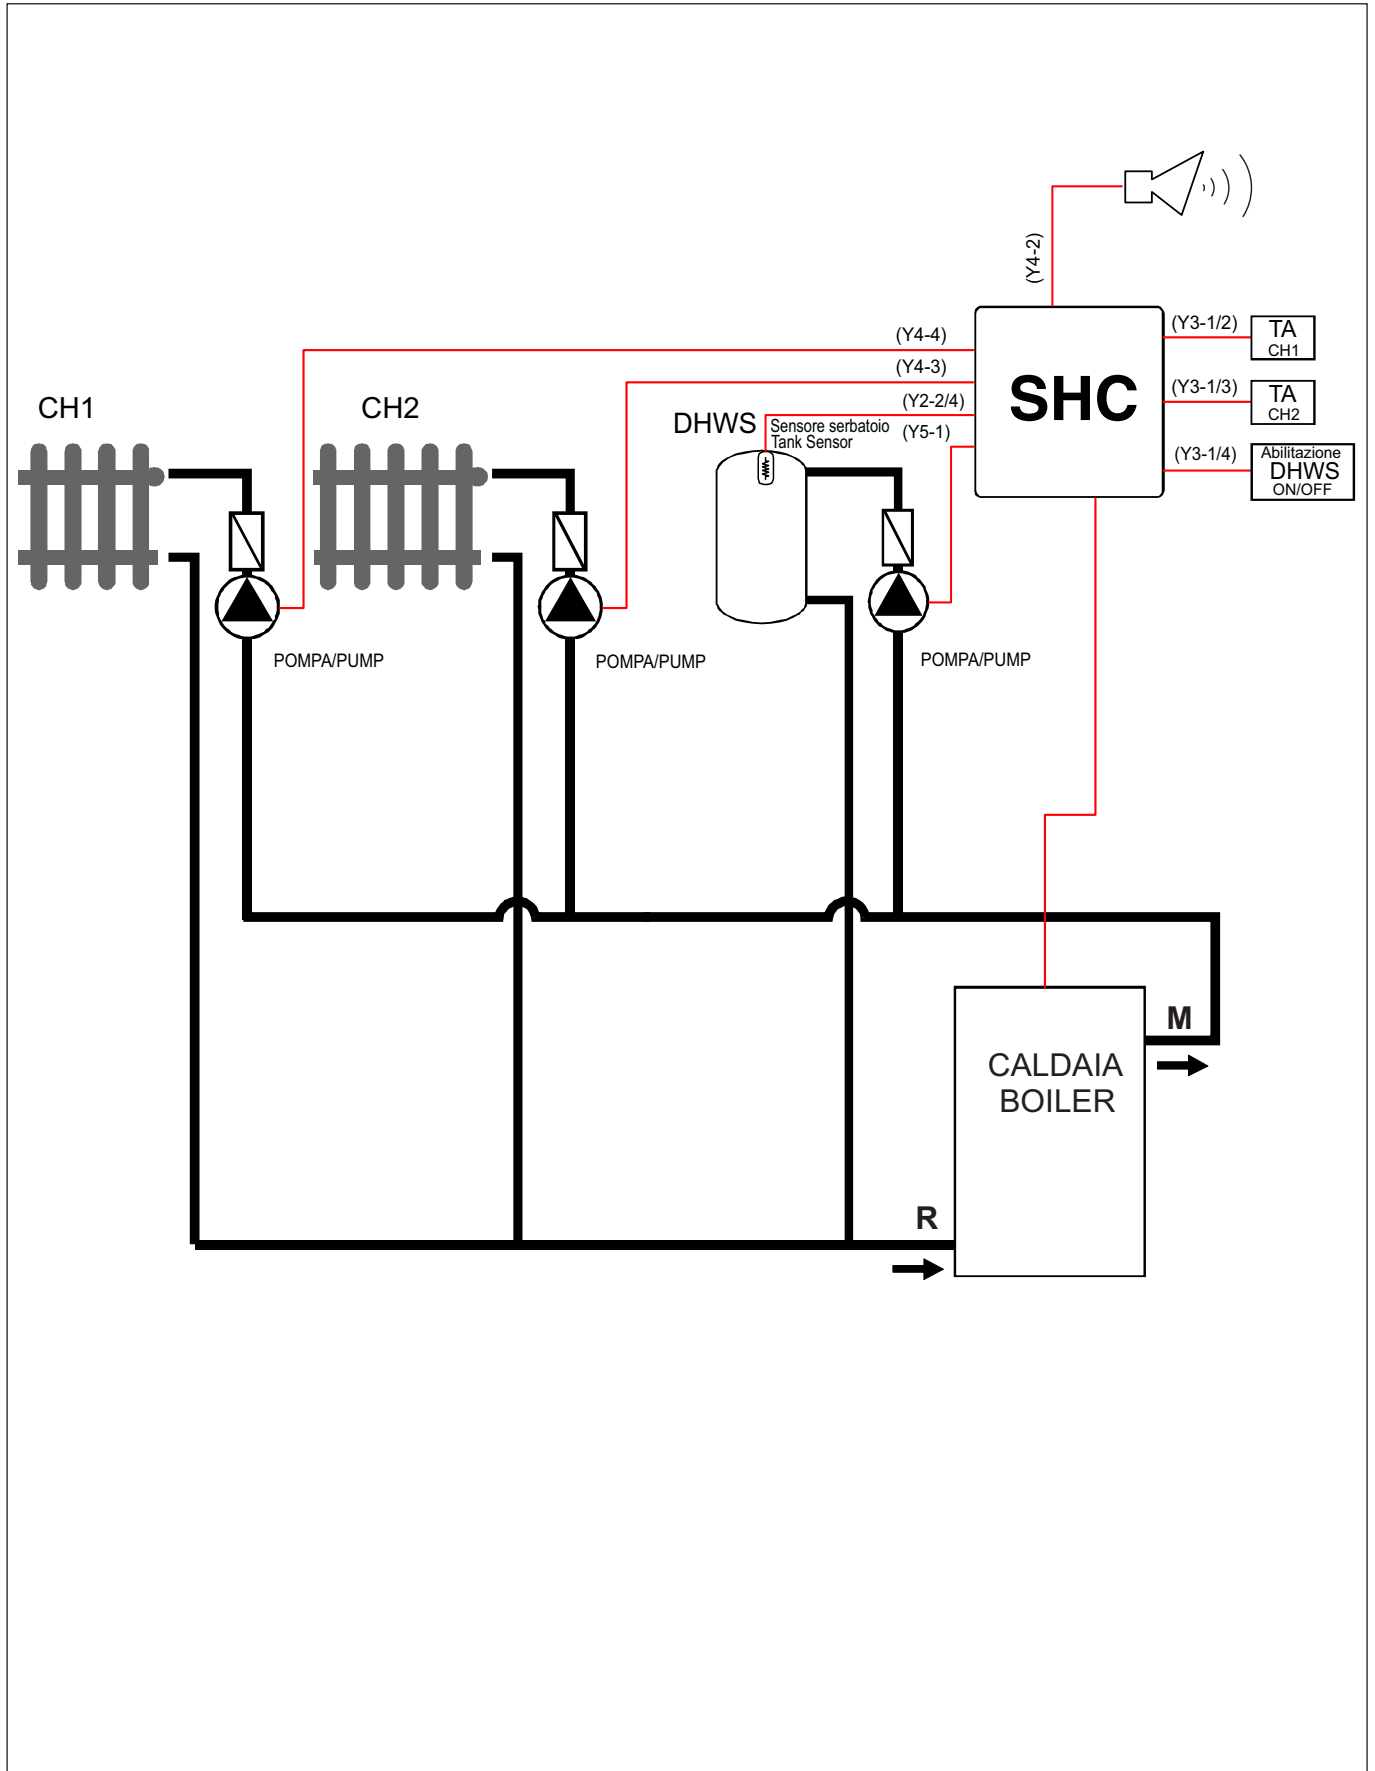 (Y4-2)
(Y4-4)
(Y3-1/2)
TA
CH1
(Y4-3)
SHC
(Y3-1/3)
TA
CH2
CH1
CH2
(Y2-2/4)
DHWS
Sensore serbatoio
Tank Sensor
(Y5-1)
(Y3-1/4)
Abilitazione
DHWS
ON/OFF
POMPA/PUMP
POMPA/PUMP
POMPA/PUMP
M
CALDAIA
BOILER
R